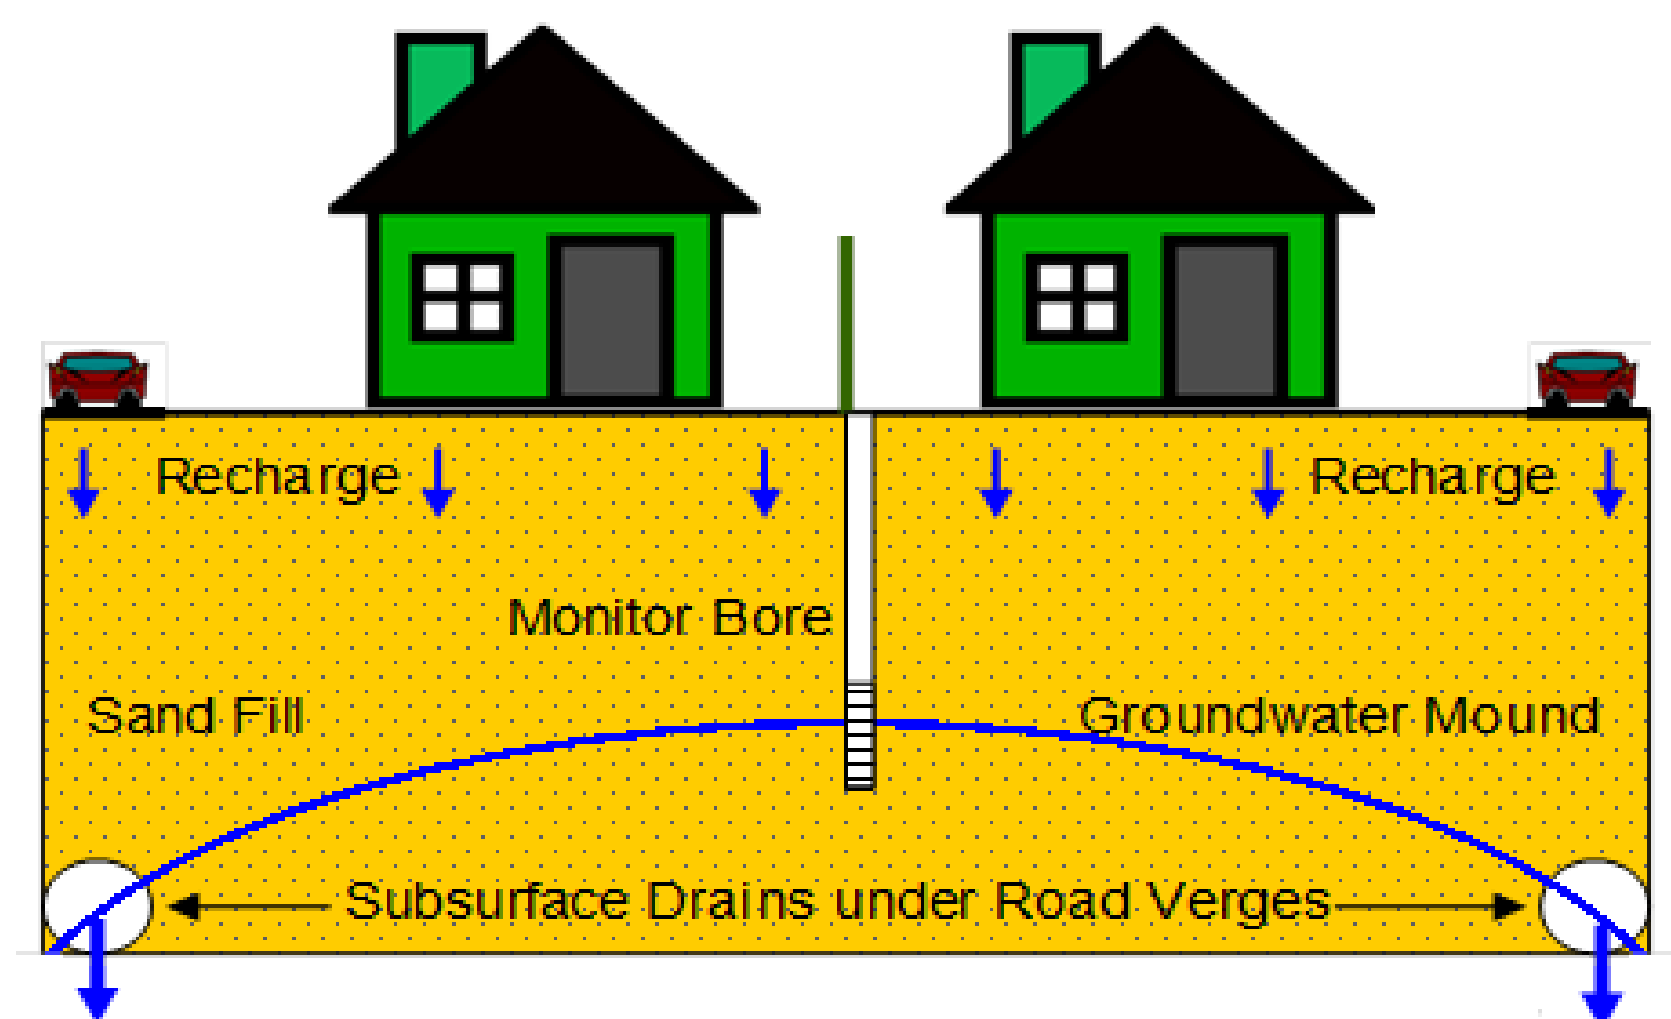 Recharge
Recharge
Monitor Bore
Sand Fill
Groundwater Mound
Subsurface Drains under Road Verges